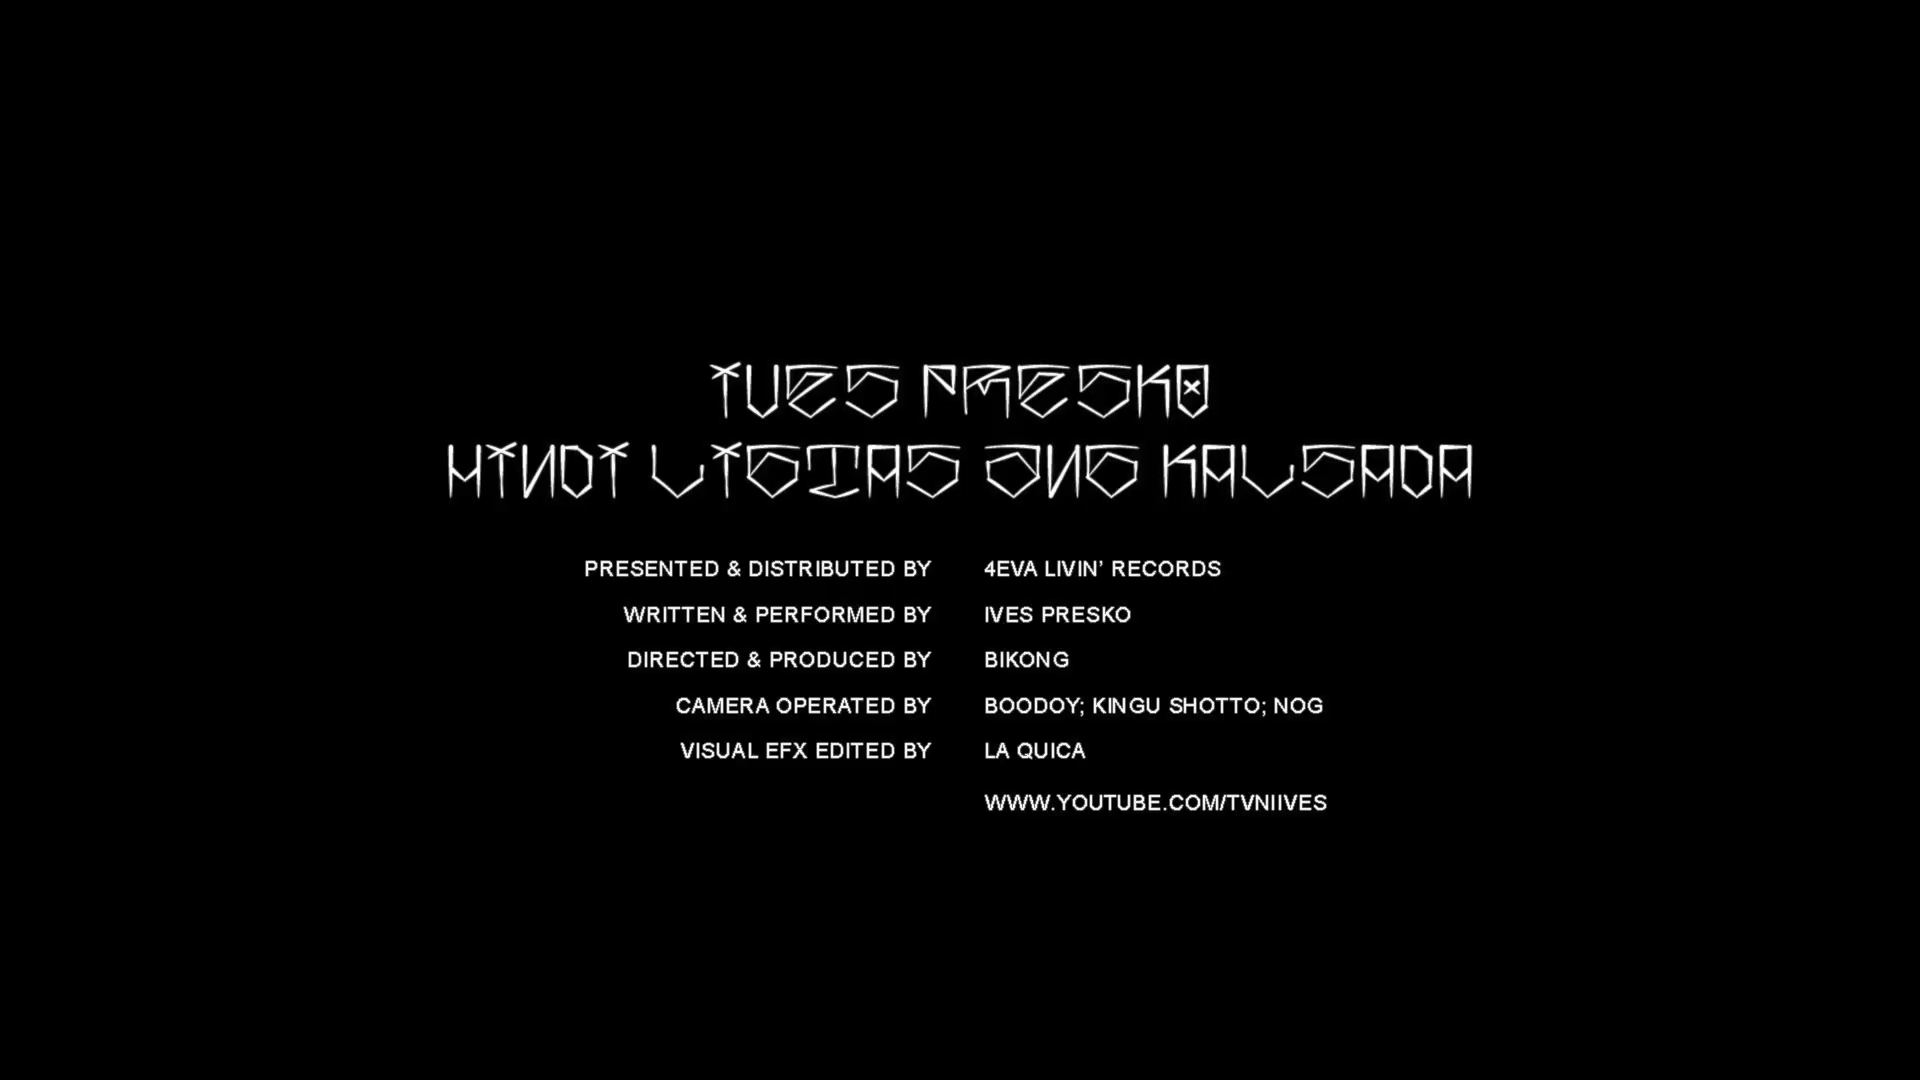 IVES PRESKO
HINDI LIGTAS ANG KALSADA
PRESENTED & DISTRIBUTED BY 4EVA LIVIN’ RECORDS
WRITTEN & PERFORMED BY IVES PRESKO
DIRECTED & PRODUCED BY BIKONG
CAMERA OPERATED BY BOODOY; KINGU SHOTTO; NOG
VISUAL EFX EDITED BY LA QUICA
WWW.YOUTUBE.COM/TVNIIVES